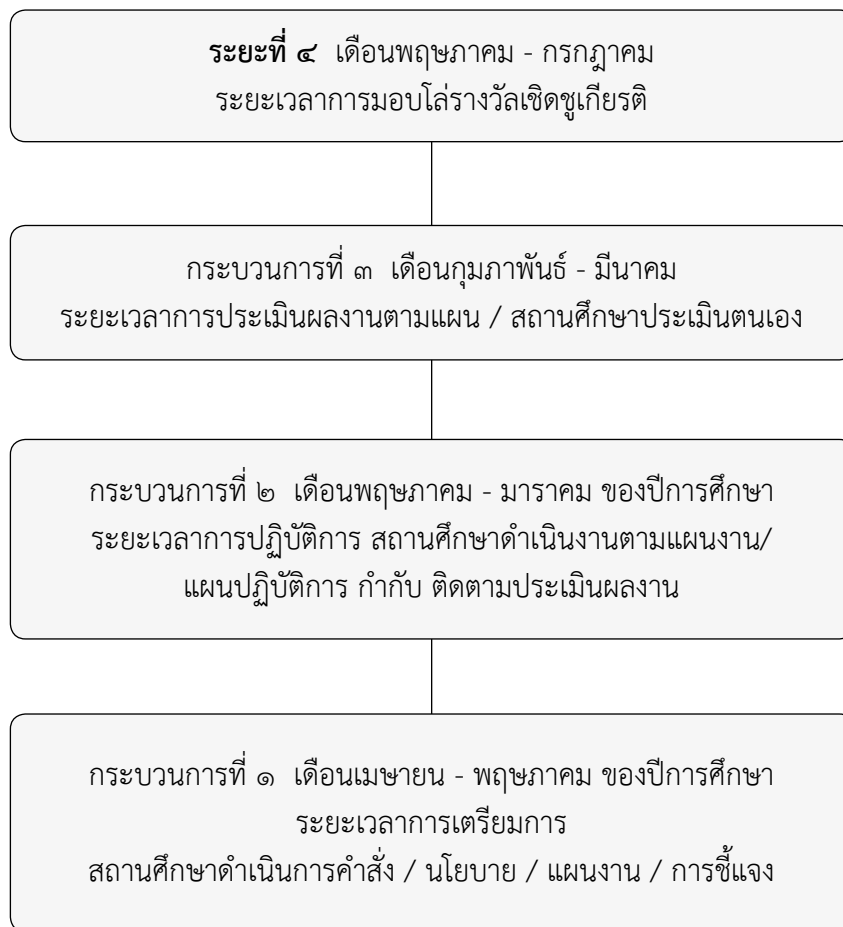 ระยะที่ ๔ เดือนพฤษภาคม - กรกฎาคม
ระยะเวลาการมอบโล่รางวัลเชิดชูเกียรติ
กระบวนการที่ ๓ เดือนกุมภาพันธ์ - มีนาคม
ระยะเวลาการประเมินผลงานตามแผน / สถานศึกษาประเมินตนเอง
กระบวนการที่ ๒ เดือนพฤษภาคม - มาราคม ของปีการศึกษา
ระยะเวลาการปฏิบัติการ สถานศึกษาดำเนินงานตามแผนงาน/
แผนปฏิบัติการ กำกับ ติดตามประเมินผลงาน
กระบวนการที่ ๑ เดือนเมษายน - พฤษภาคม ของปีการศึกษา
ระยะเวลาการเตรียมการ
สถานศึกษาดำเนินการคำสั่ง / นโยบาย / แผนงาน / การชี้แจง